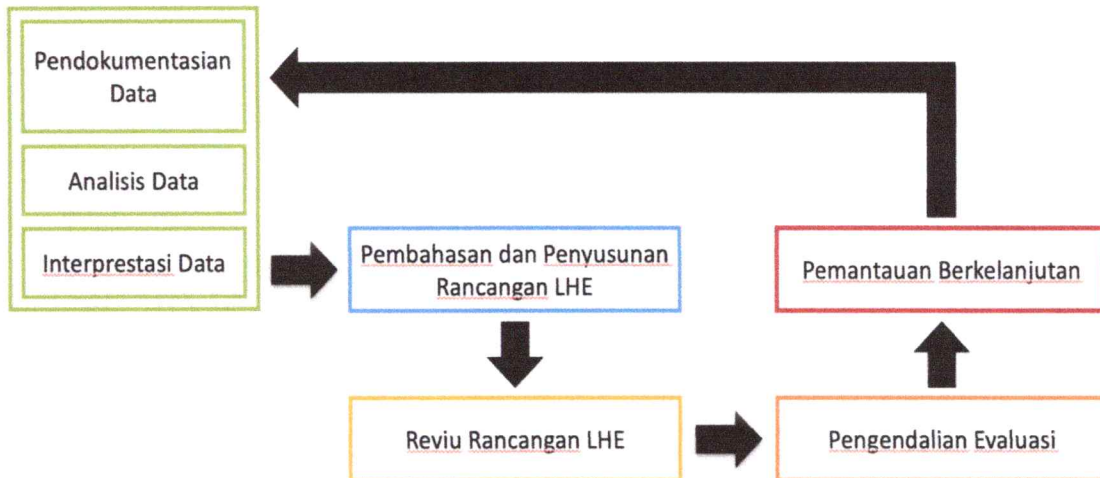 Pendokumentasian
Data
Analisis Data
Interprestasi Data
Pembahasan dan Penyusunan
Rancangan LHE
Pemantauan Berkelanjutan
Reviu Rancangan LHE
Pengendalian Evaluasi